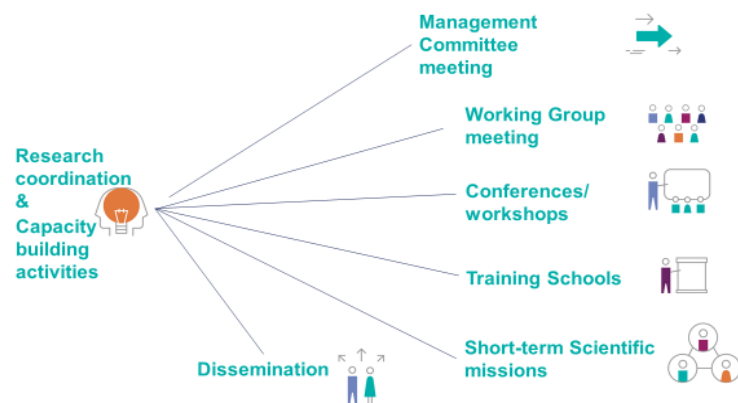 Management
Committee
meeting
Working Group
meeting
Research
coordination
&
Capacity
building
activities
Conferences/
workshops
Training Schools
Short-term Scientific
missions
Dissemination